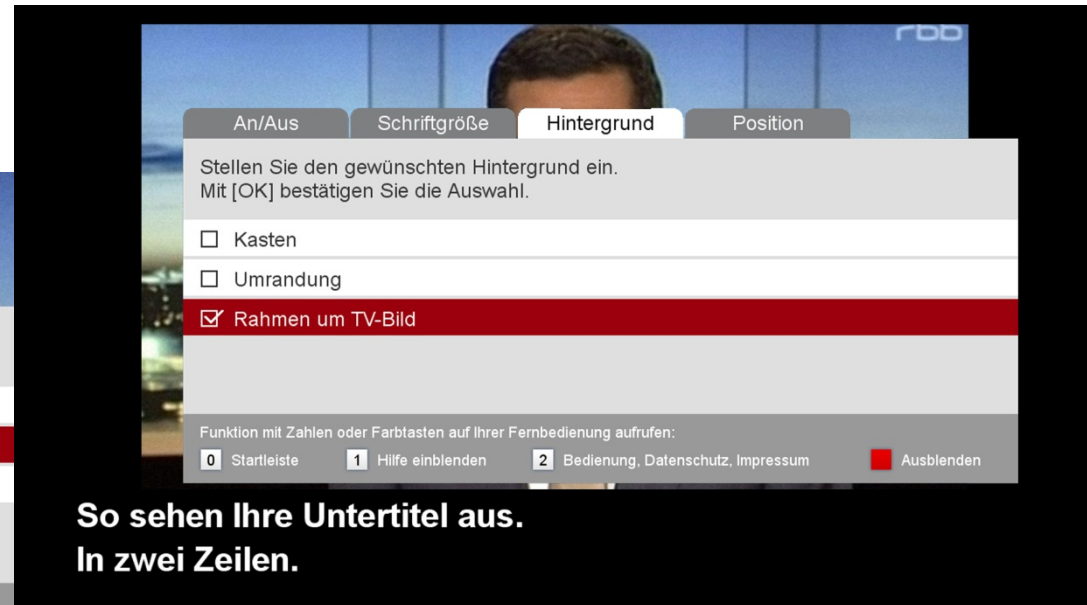 rbb
An/Aus Schriftgröße Hintergrund Position
Stellen Sie den gewünschten Hintergrund ein.
Mit [OK] bestätigen Sie die Auswahl.
Kasten
Umrandung
Rahmen um TV-Bild
Funktion mit Zahlen oder Farbtasten auf Ihrer Fernbedienung aufrufen:
0 Startleiste 1 Hilfe einblenden 2 Bedienung, Datenschutz, Impressum Ausblenden
So sehen Ihre Untertitel aus.
In zwei Zeilen.